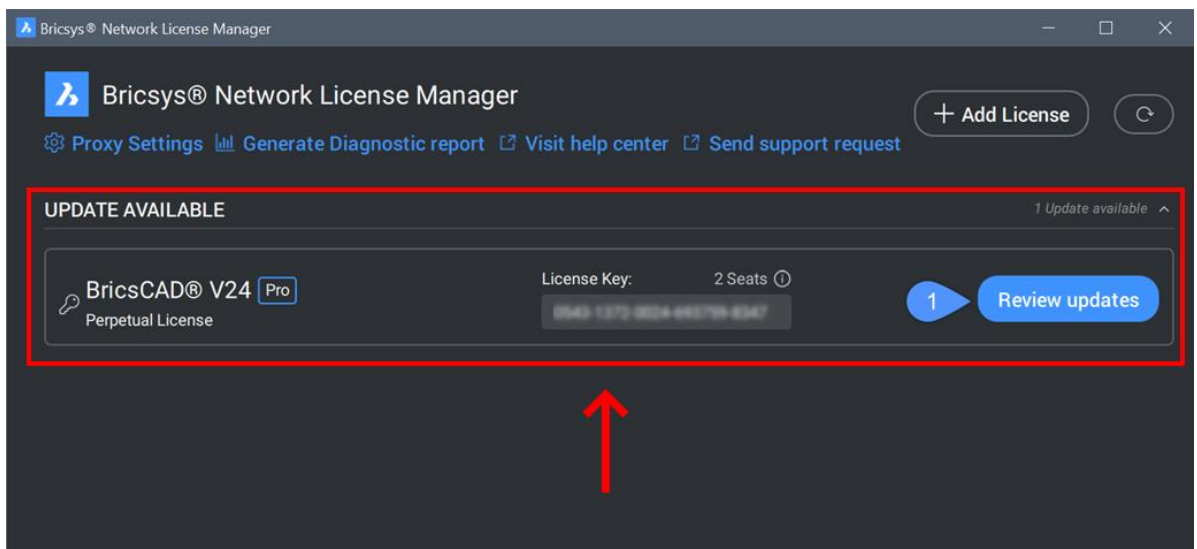 Bricsys® Network License Manager
Bricsys® Network License Manager
+ Add License
Proxy Settings Generate Diagnostic report Visit help center Send support request
UPDATE AVAILABLE
1 Update available
BricsCAD® V24 Pro
Perpetual License
License Key: 2 Seats
1
Review updates